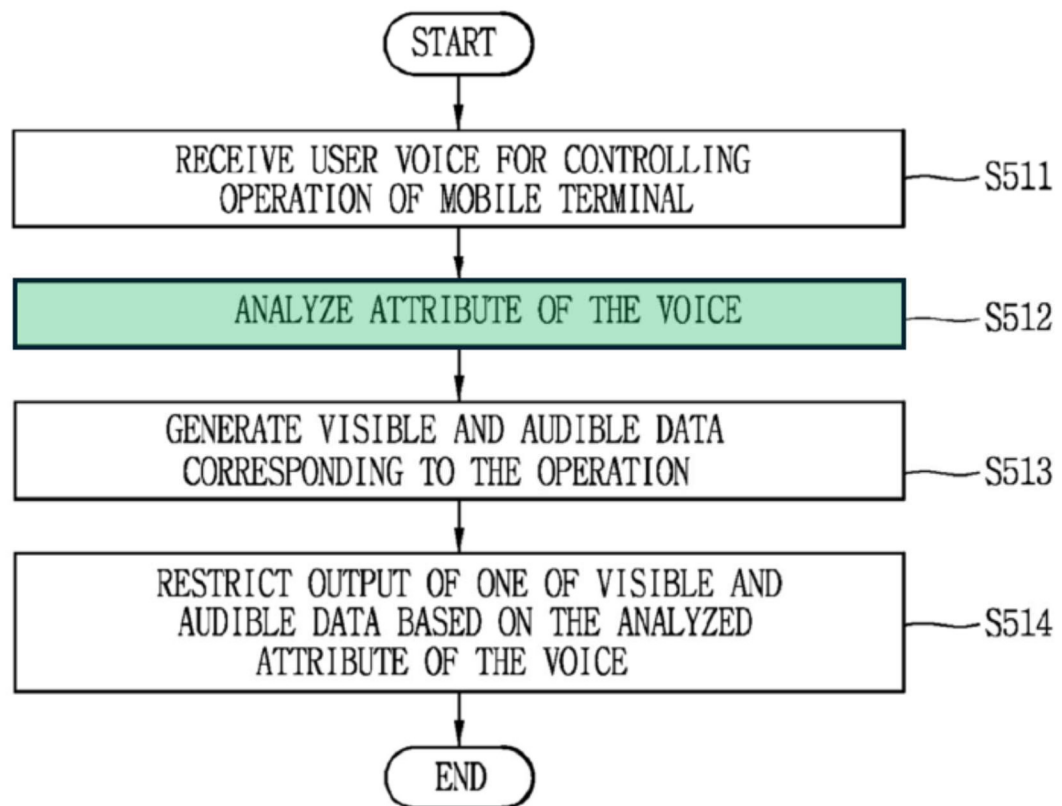 START
RECEIVE USER VOICE FOR CONTROLLING
OPERATION OF MOBILE TERMINAL
S511
ANALYZE ATTRIBUTE OF THE VOICE
S512
GENERATE VISIBLE AND AUDIBLE DATA
CORRESPONDING TO THE OPERATION
S513
RESTRICT OUTPUT OF ONE OF VISIBLE AND
AUDIBLE DATA BASED ON THE ANALYZED
ATTRIBUTE OF THE VOICE
S514
END